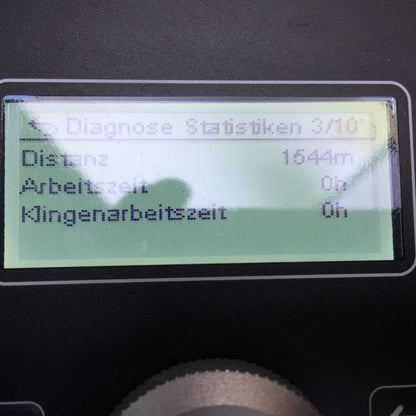 Diagnose Statistiken 3/10
Distanz 1544m
Arbeitszeit 0h
Klingenarbeitszeit 0h